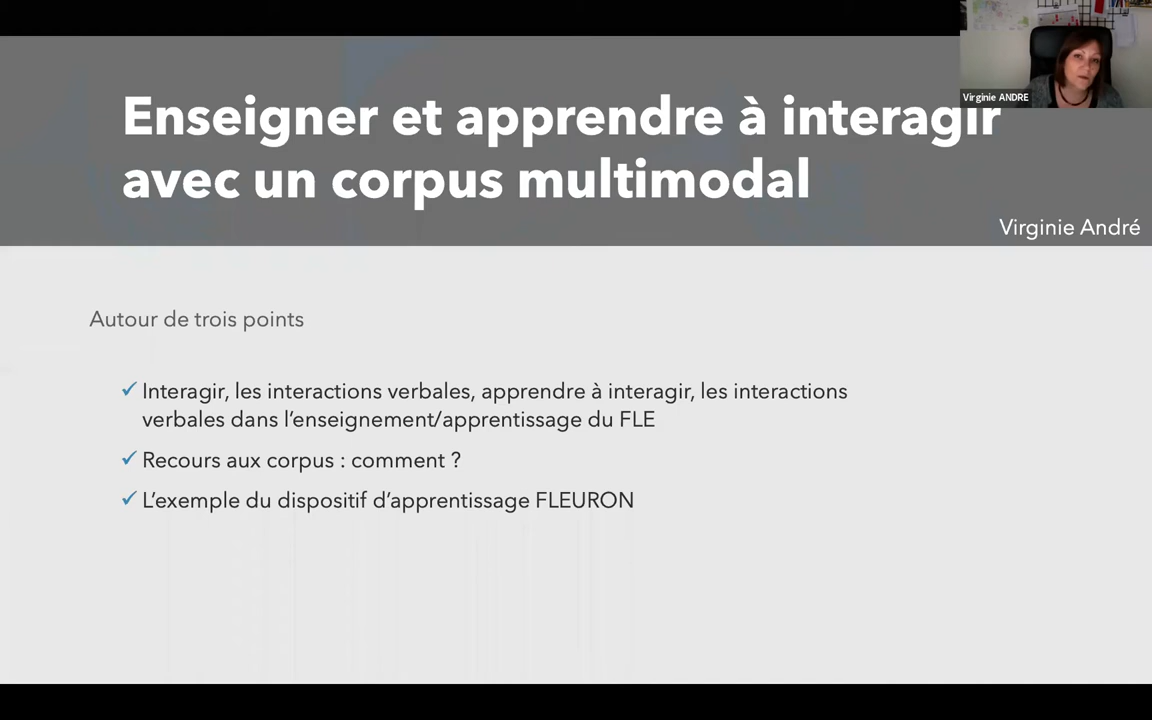 Virginie ANDRE
Enseigner et apprendre à interagir
avec un corpus multimodal
Virginie André
Autour de trois points
✓ Interagir, les interactions verbales, apprendre à interagir, les interactions
verbales dans l’enseignement/apprentissage du FLE
✓ Recours aux corpus : comment ?
✓ L’exemple du dispositif d’apprentissage FLEURON